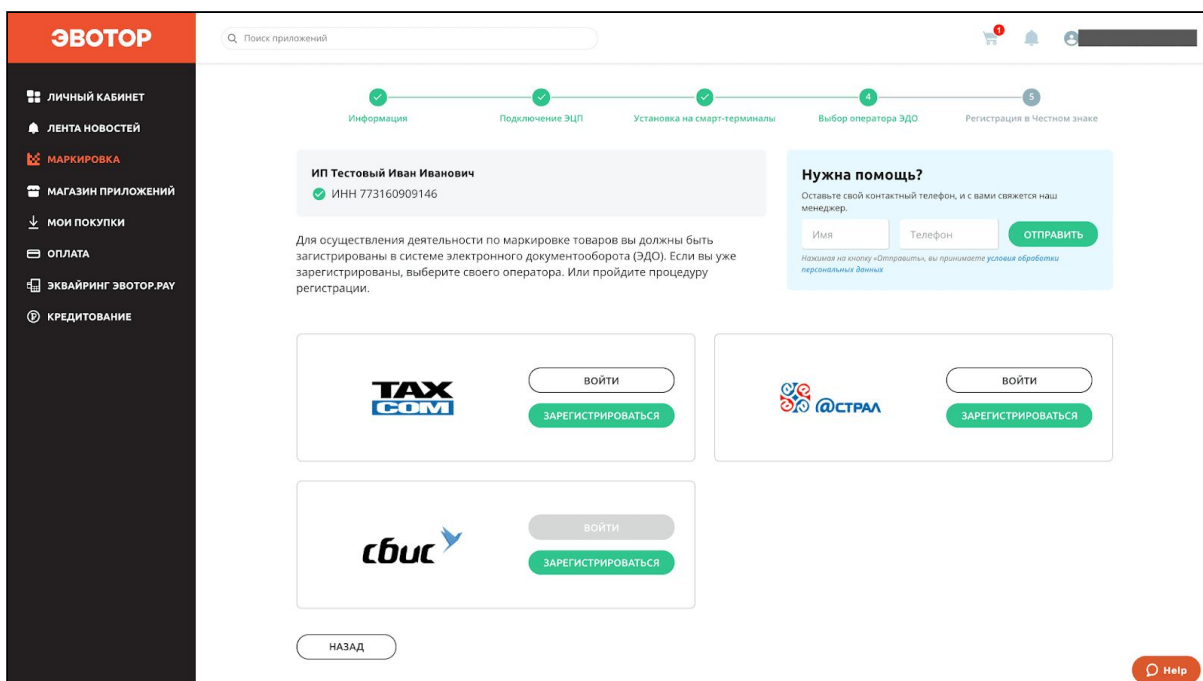 ЭВОТОР
Поиск приложений
1
ЛИЧНЫЙ КАБИНЕТ
ЛЕНТА НОВОСТЕЙ
МАРКИРОВКА
МАГАЗИН ПРИЛОЖЕНИЙ
МОИ ПОКУПКИ
ОПЛАТА
ЭКВАЙРИНГ ЭВОТОР.PAY
КРЕДИТОВАНИЕ
Информация
Подключение ЭЦП
Установка на смарт-терминалы
4
Выбор оператора ЭДО
5
Регистрация в Честном знаке
ИП Тестовый Иван Иванович
ИНН 773160909146
Нужна помощь?
Оставьте свой контактный телефон, и с вами свяжется наш
менеджер.
Имя
Телефон
ОТПРАВИТЬ
Нажимая на кнопку «Отправить», вы принимаете условия обработки
персональных данных
Для осуществления деятельности по маркировке товаров вы должны быть
загистрированы в системе электронного документооборота (ЭДО). Если вы уже
зарегистрированы, выберите своего оператора. Или пройдите процедуру
регистрации.
TAX
COM
ВОЙТИ
ЗАРЕГИСТРИРОВАТЬСЯ
@СТРАЛ
ВОЙТИ
ЗАРЕГИСТРИРОВАТЬСЯ
сбис
ВОЙТИ
ЗАРЕГИСТРИРОВАТЬСЯ
НАЗАД
Help